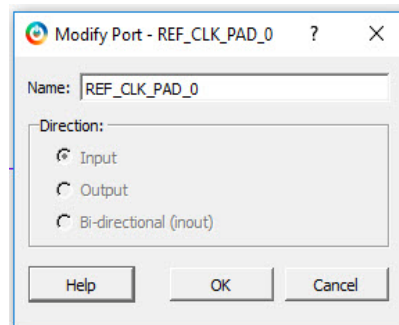 Modify Port - REF_CLK_PAD_0 ? ×
Name: REF_CLK_PAD_0
Direction:
Input
Output
Bi-directional (inout)
Help OK Cancel